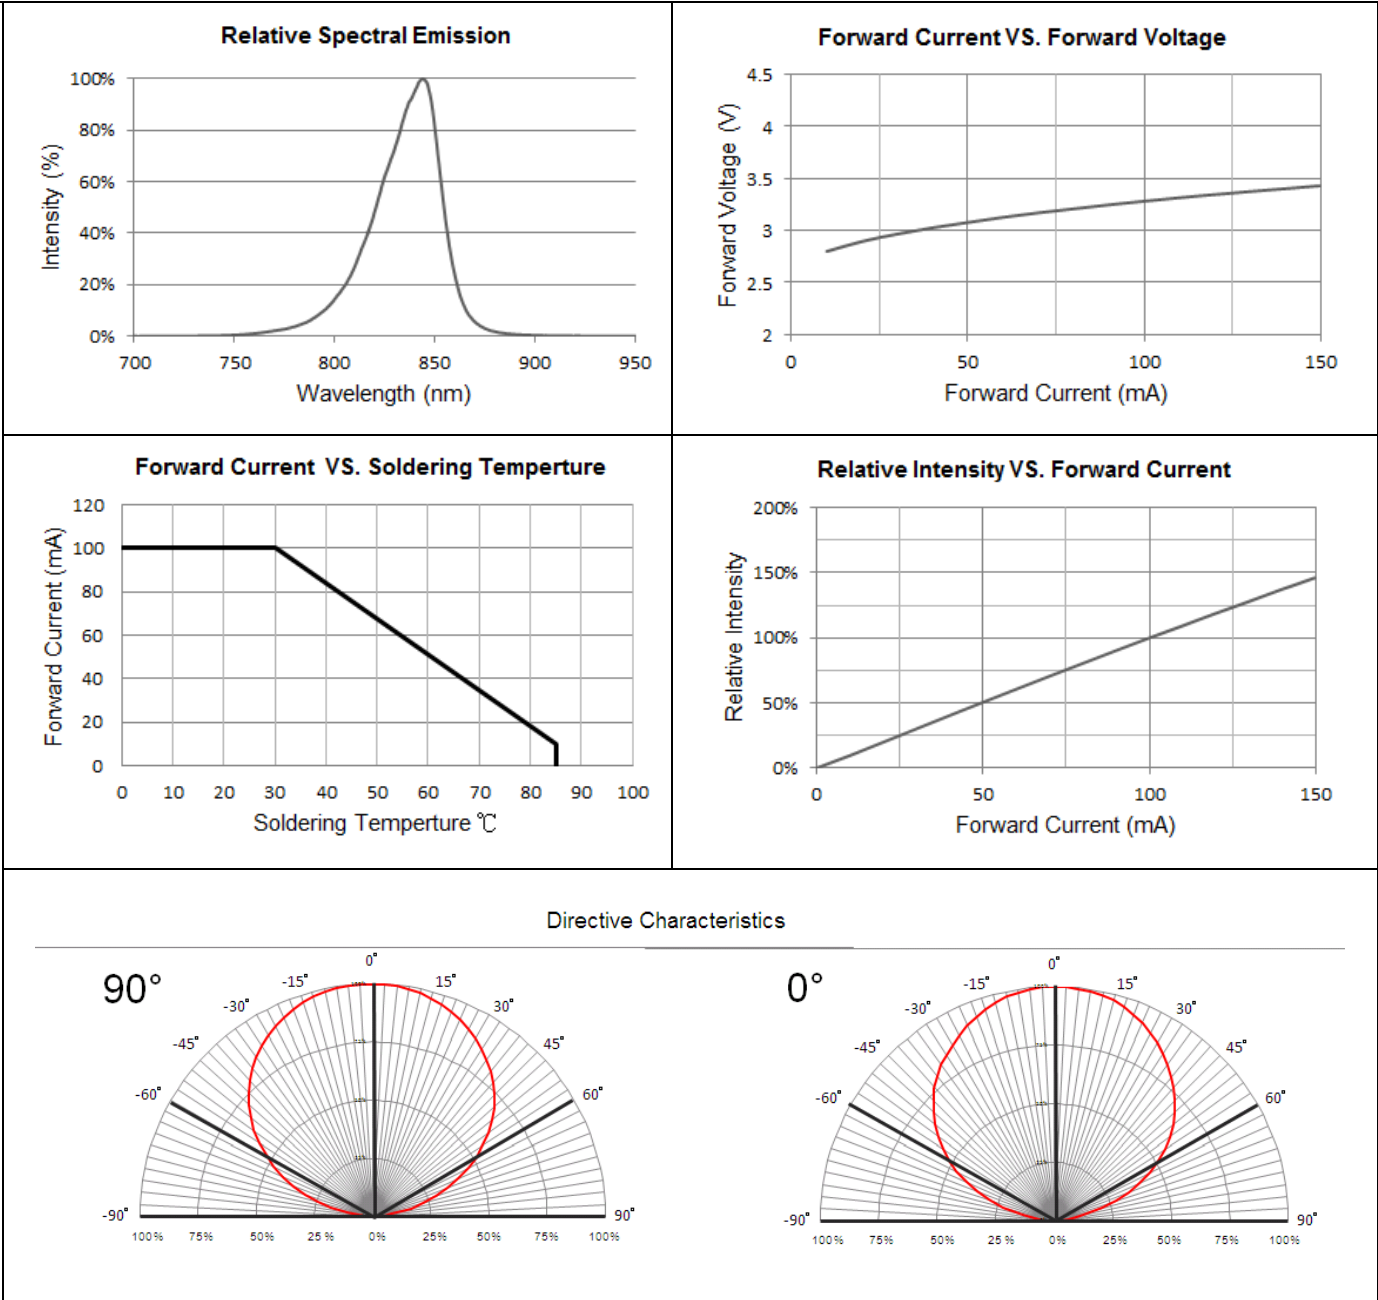 Relative Spectral Emission
100%
80%
60%
40%
20%
0%
Intensity (%)
700 750 800 850 900 950
Wavelength (nm)
Forward Current VS. Forward Voltage
4.5
4
3.5
3
2.5
2
Forward Voltage (V)
0 50 100 150
Forward Current (mA)
Forward Current VS. Soldering Temperture
120
100
80
60
40
20
0
Forward Current (mA)
0 10 20 30 40 50 60 70 80 90 100
Soldering Temperture ℃
Relative Intensity VS. Forward Current
200%
150%
100%
50%
0%
Relative Intensity
0 50 100 150
Forward Current (mA)
Directive Characteristics
90°
0°
-15° 15°
-30° 30°
-45° 45°
-60° 60°
-90° 90°
100% 75% 50% 25% 0% 25% 50% 75% 100%
0°
0°
-15° 15°
-30° 30°
-45° 45°
-60° 60°
-90° 90°
100% 75% 50% 25% 0% 25% 50% 75% 100%